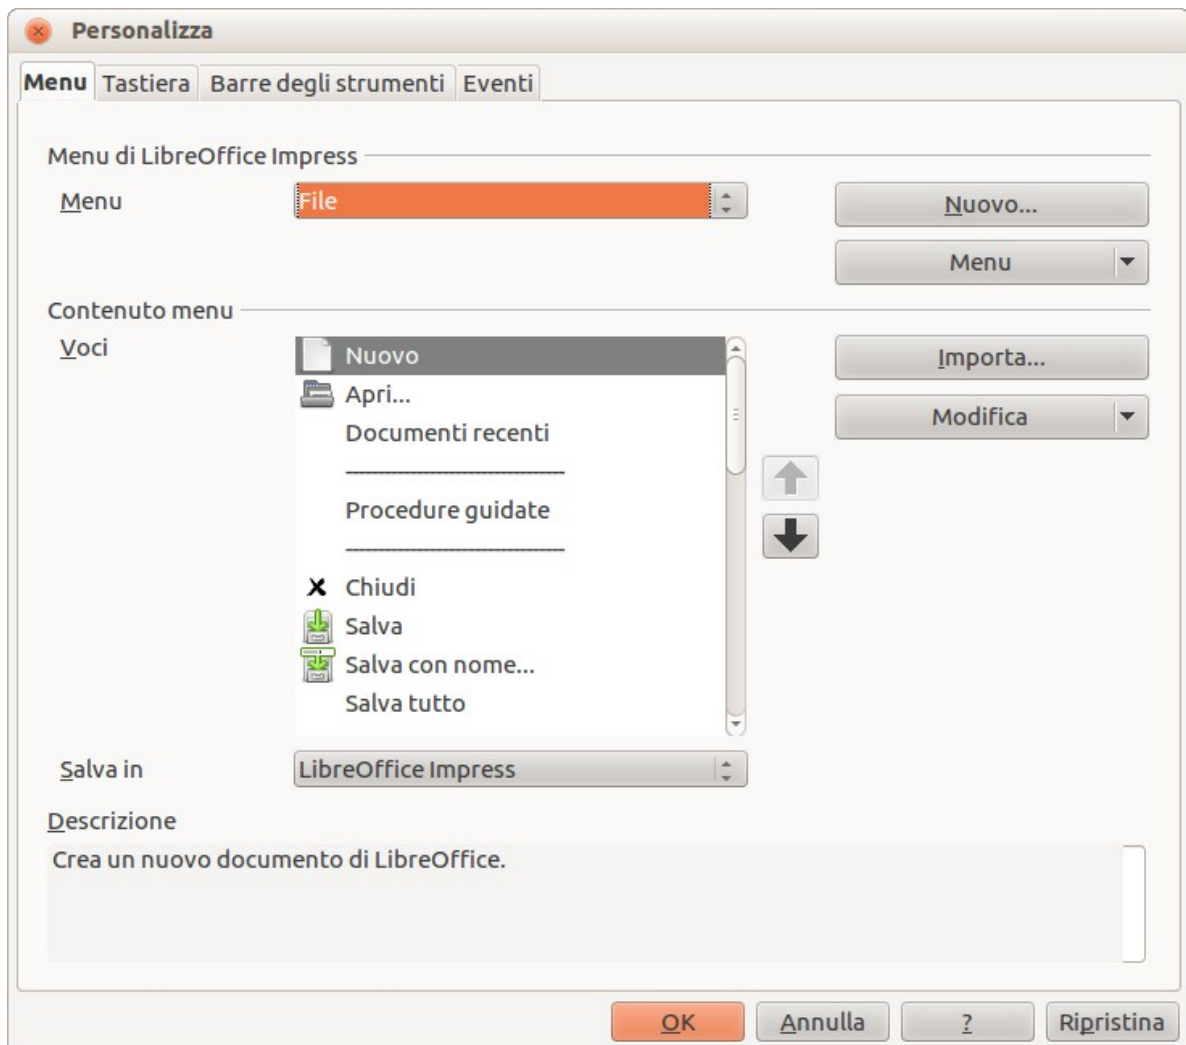 Personalizza
Menu Tastiera Barre degli strumenti Eventi
Menu di LibreOffice Impress
Menu File Nuovo...
Menu
Contenuto menu
Voci Nuovo Importa...
Apri... Modifica
Documenti recenti
--------------------------------
Procedure guidate
--------------------------------
Chiudi
Salva
Salva con nome...
Salva tutto
Salva in LibreOffice Impress
Descrizione
Crea un nuovo documento di LibreOffice.
OK Annulla ? Ripristina